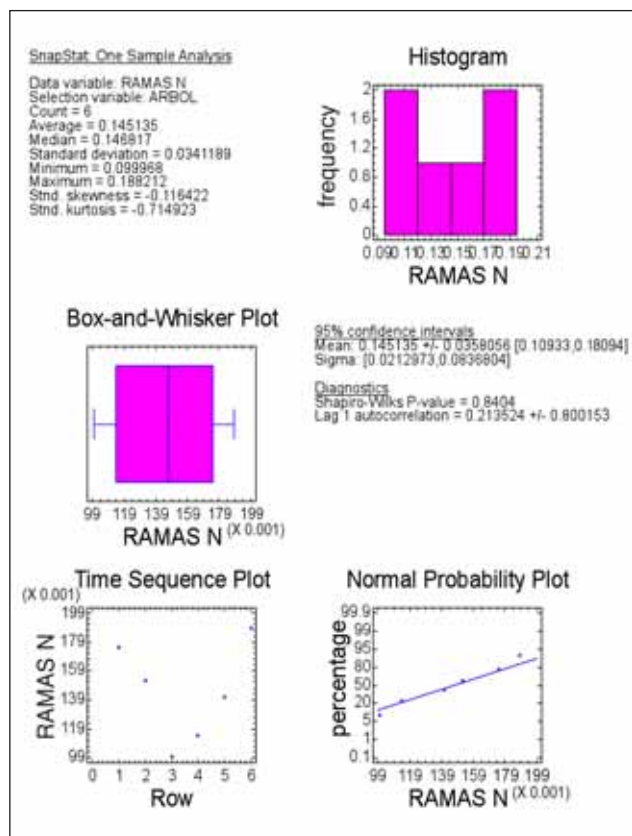 SnapStat: One Sample Analysis
Data variable: RAMAS N
Selection variable: ARBOL
Count = 6
Average = 0.145135
Median = 0.146817
Standard deviation = 0.0341189
Minimum = 0.099968
Maximum = 0.188212
Stnd. skewness = -0.116422
Stnd. kurtosis = -0.714923
Histogram
frequency
2
1.6
1.2
0.8
0.4
0
0.09 0.11 0.13 0.15 0.17 0.19 0.21
RAMAS N
Box-and-Whisker Plot
99 119 139 159 179 199
(X 0.001)
RAMAS N
95% confidence intervals
Mean: 0.145135 +/- 0.0358056 [0.10933,0.18094]
Sigma: [0.0212973,0.0836804]
Diagnostics
Shapiro-Wilks P-value = 0.8404
Lag 1 autocorrelation = 0.213524 +/- 0.800153
Time Sequence Plot
(X 0.001)
RAMAS N
199
179
159
139
119
99
0 1 2 3 4 5 6
Row
Normal Probability Plot
percentage
99.9
99
95
80
50
20
5
1
0.1
99 119 139 159 179 199
(X 0.001)
RAMAS N